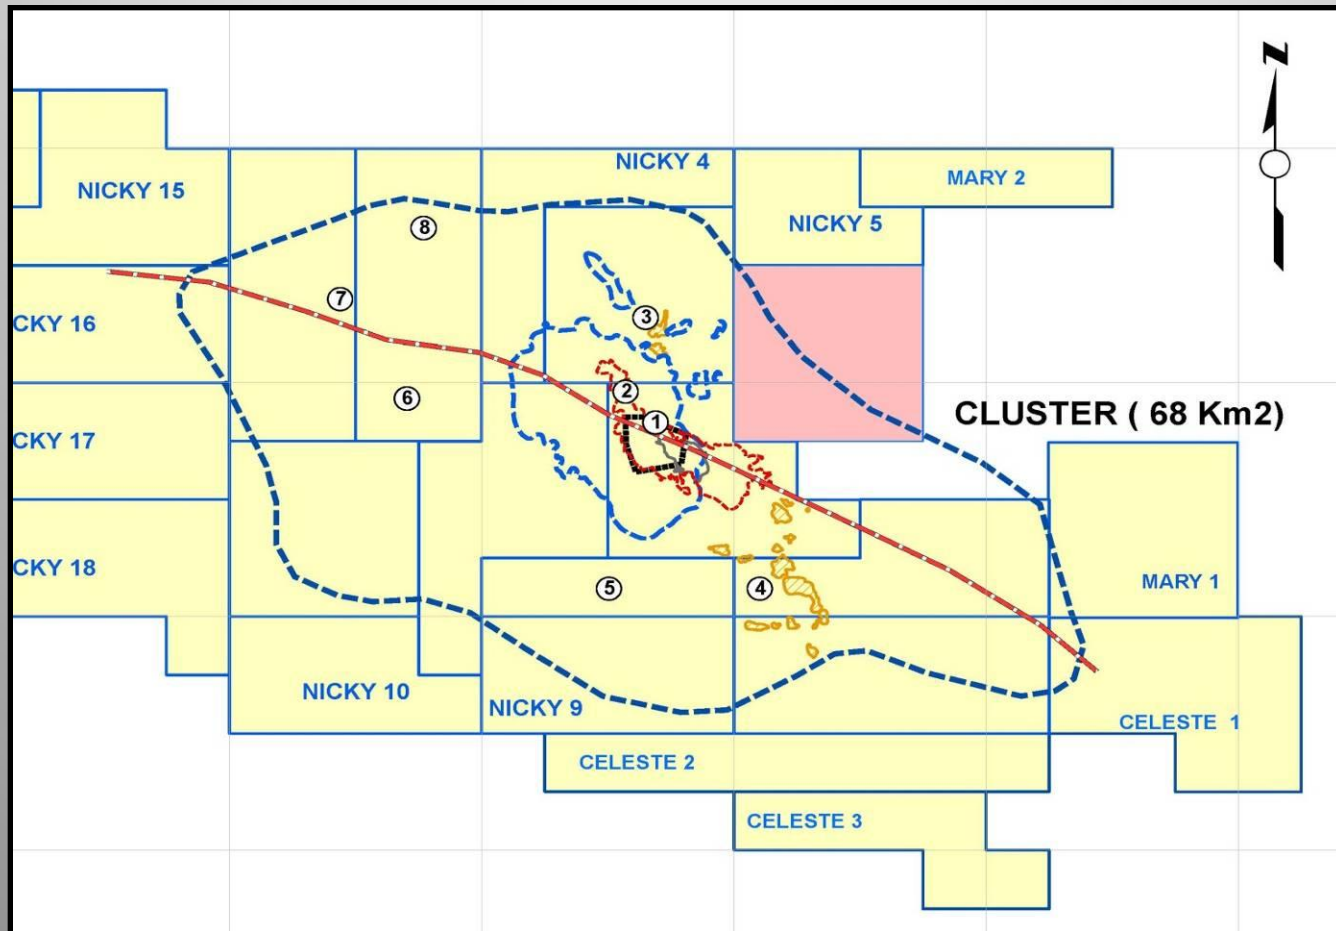 N
NICKY 4
MARY 2
NICKY 15
NICKY 5
8
7
3
CKY 16
2
6
1
CLUSTER ( 68 Km2)
CKY 17
CKY 18
5
4
MARY 1
NICKY 10
NICKY 9
CELESTE 1
CELESTE 2
CELESTE 3